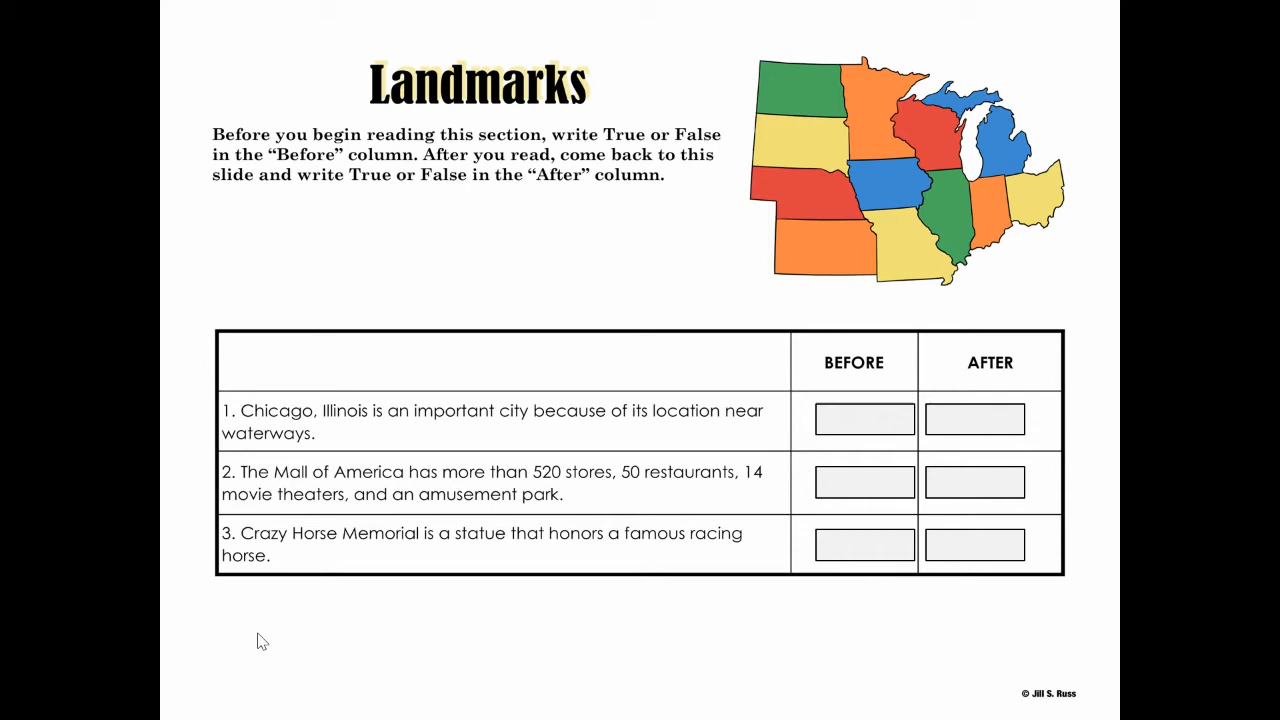 Landmarks
Before you begin reading this section, write True or False
in the “Before” column. After you read, come back to this
slide and write True or False in the “After” column.
BEFORE AFTER
1. Chicago, Illinois is an important city because of its location near
waterways.
2. The Mall of America has more than 520 stores, 50 restaurants, 14
movie theaters, and an amusement park.
3. Crazy Horse Memorial is a statue that honors a famous racing
horse.
© Jill S. Russ